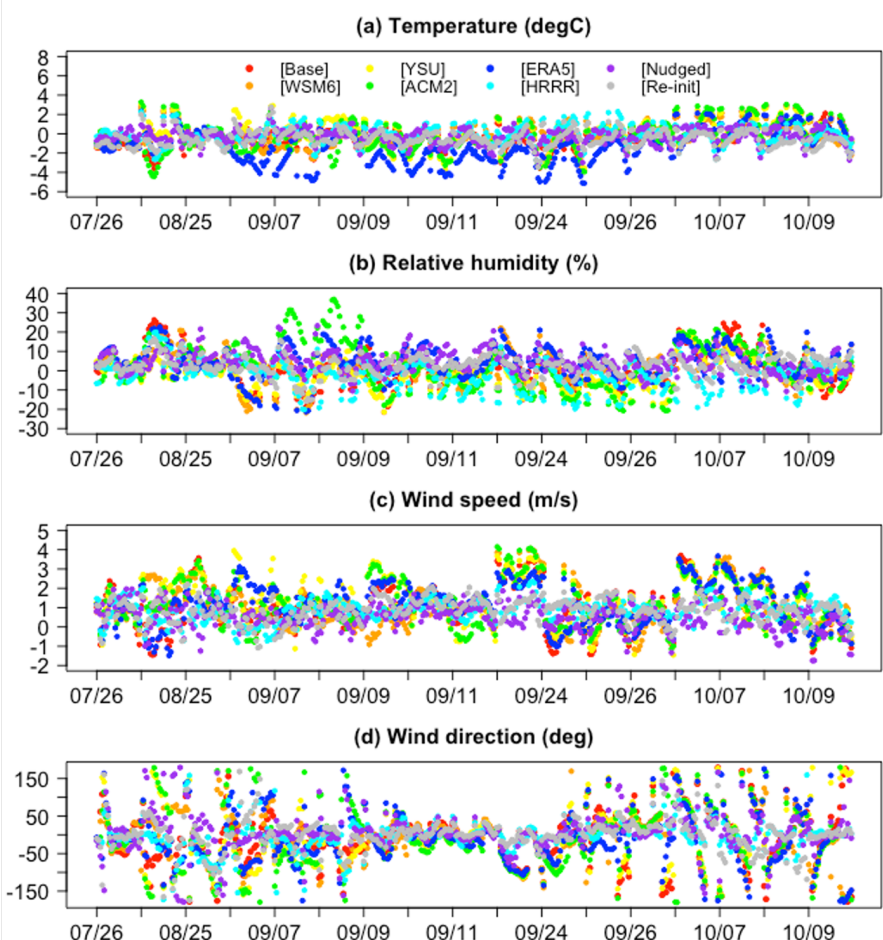 (a) Temperature (degC)
[Base] [YSU] [ERA5] [Nudged]
[WSM6] [ACM2] [HRRR] [Re-init]
8
6
4
2
0
-2
-4
-6
07/26 08/25 09/07 09/09 09/11 09/24 09/26 10/07 10/09
(b) Relative humidity (%)
40
30
20
10
0
-10
-20
-30
07/26 08/25 09/07 09/09 09/11 09/24 09/26 10/07 10/09
(c) Wind speed (m/s)
5
4
3
2
1
0
-1
-2
07/26 08/25 09/07 09/09 09/11 09/24 09/26 10/07 10/09
(d) Wind direction (deg)
150
50
-50
-150
07/26 08/25 09/07 09/09 09/11 09/24 09/26 10/07 10/09